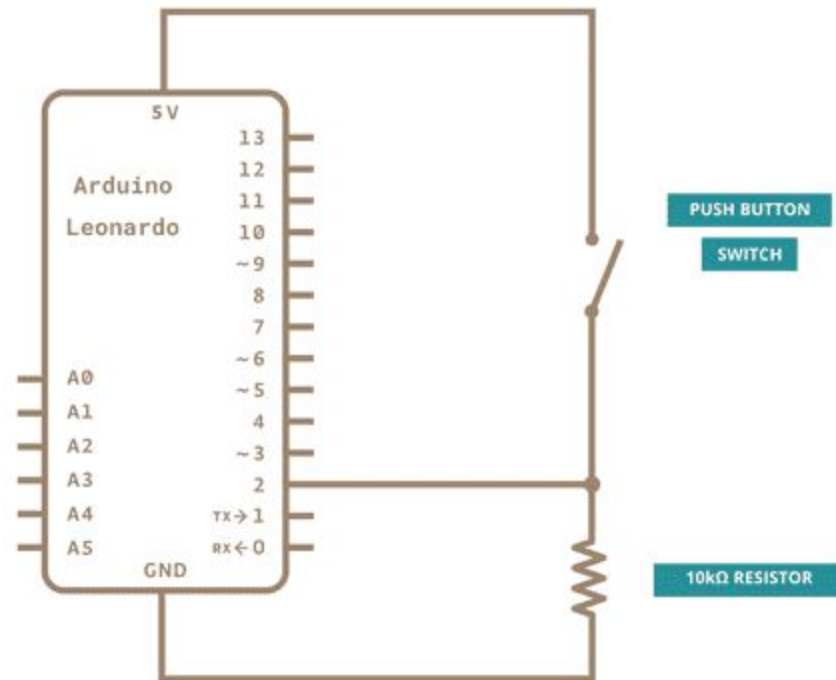 5V
Arduino
Leonardo
13
12
11
10
~9
8
7
~6
~5
4
~3
2
TX→1
RX←0
A0
A1
A2
A3
A4
A5
GND
PUSH BUTTON
SWITCH
10kΩ RESISTOR